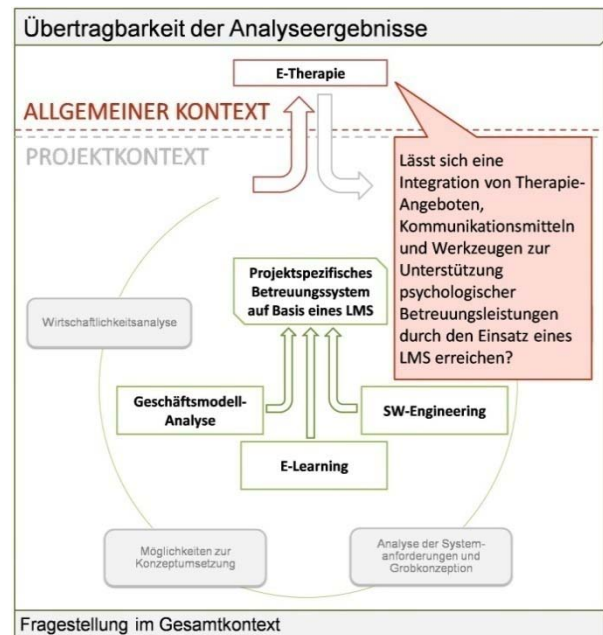 Übertragbarkeit der Analyseergebnisse
E-Therapie
ALLGEMEINER KONTEXT
PROJEKTKONTEXT
Lässt sich eine
Integration von Therapie-
Angeboten,
Kommunikationsmitteln
und Werkzeugen zur
Unterstützung
psychologischer
Betreuungsleistungen
durch den Einsatz eines
LMS erreichen?
Projektspezifisches
Betreuungssystem
auf Basis eines LMS
Wirtschaftlichkeitsanalyse
Geschäftsmodell-
Analyse
SW-Engineering
E-Learning
Möglichkeiten zur
Konzeptumsetzung
Analyse der System-
anforderungen und
Grobkonzeption
Fragestellung im Gesamtkontext